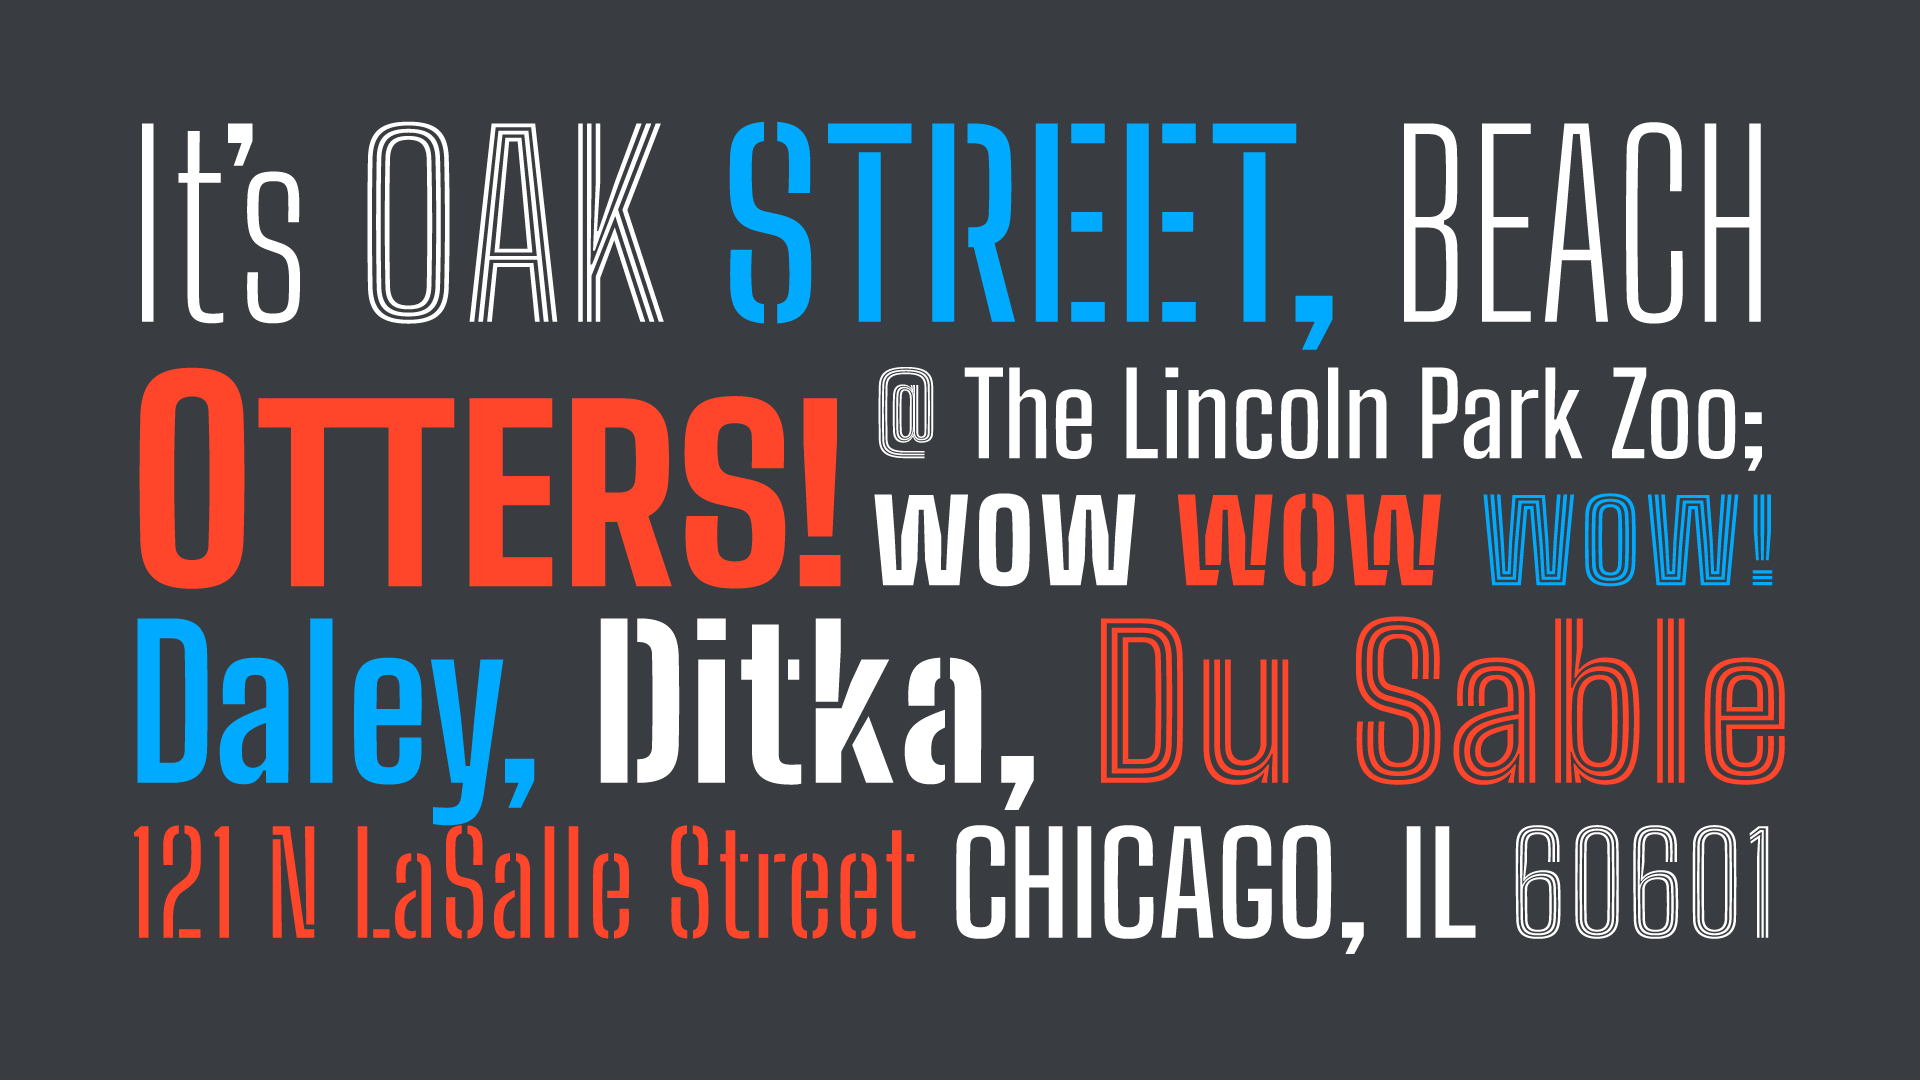 It’s OAK STREET, BEACH
OTTERS! @ The Lincoln Park Zoo;
wow wow wow!
Daley, Ditka, Du Sable
121 N LaSalle Street CHICAGO, IL 60601